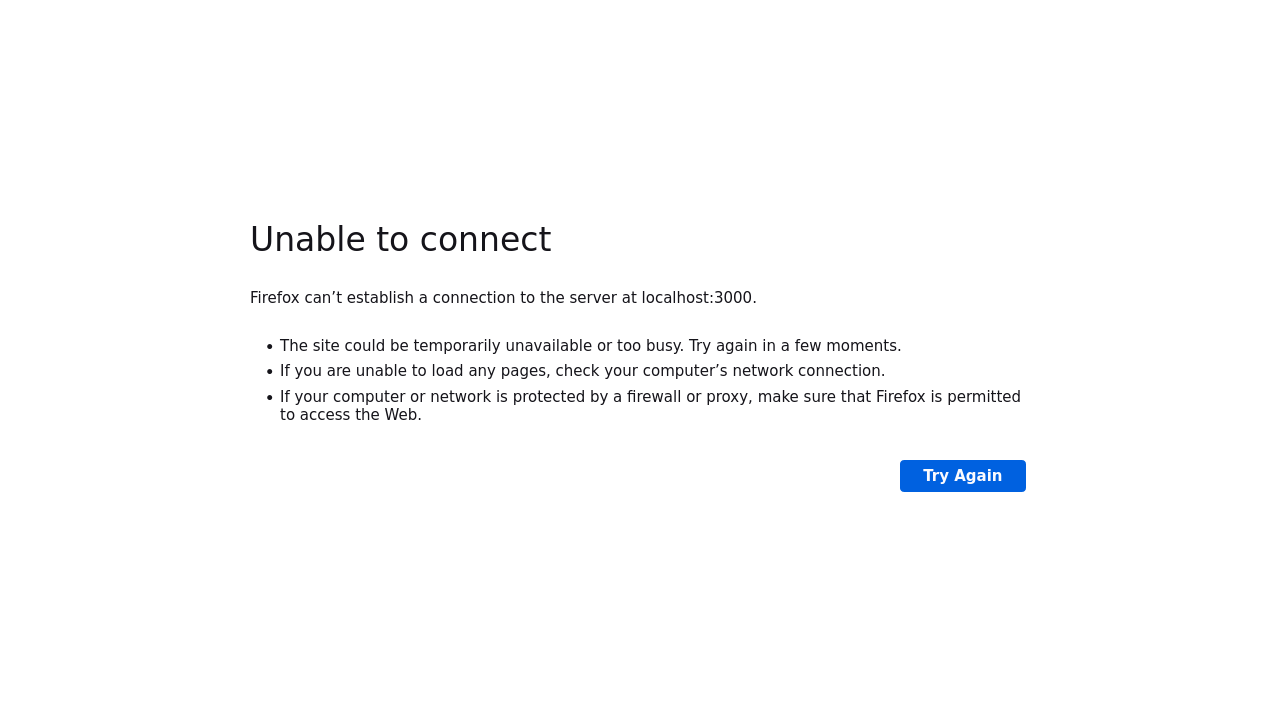 Unable to connect
Firefox can’t establish a connection to the server at localhost:3000.
• The site could be temporarily unavailable or too busy. Try again in a few moments.
• If you are unable to load any pages, check your computer’s network connection.
• If your computer or network is protected by a firewall or proxy, make sure that Firefox is permitted
to access the Web.
Try Again